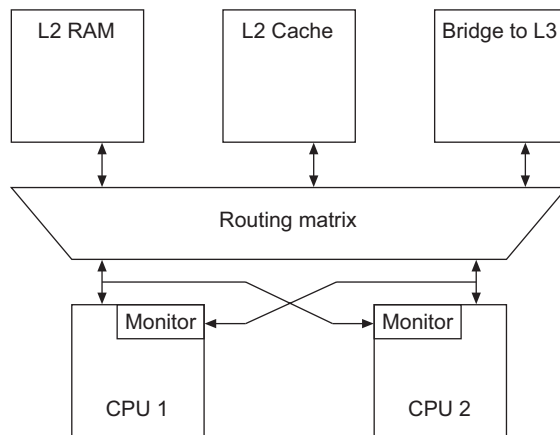 L2 RAM
L2 Cache
Bridge to L3
Routing matrix
Monitor
Monitor
CPU 1
CPU 2